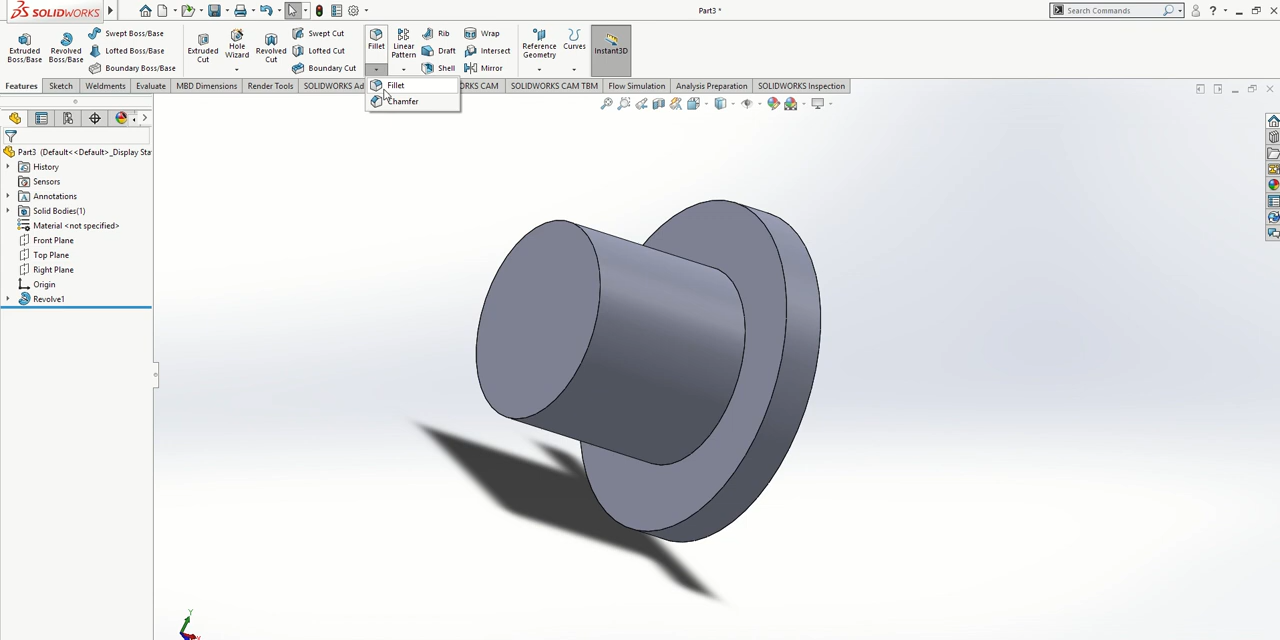 SOLIDWORKS
Part3 *
Search Commands
?
Extruded Boss/Base
Revolved Boss/Base
Swept Boss/Base
Lofted Boss/Base
Boundary Boss/Base
Extruded Cut
Hole Wizard
Revolved Cut
Swept Cut
Lofted Cut
Boundary Cut
Fillet
Linear Pattern
Rib
Draft
Shell
Wrap
Intersect
Mirror
Reference Geometry
Curves
Instant3D
Fillet
Chamfer
Features
Sketch
Weldments
Evaluate
MBD Dimensions
Render Tools
SOLIDWORKS Ad
RKS CAM
SOLIDWORKS CAM TBM
Flow Simulation
Analysis Preparation
SOLIDWORKS Inspection
Part3 (Default<<Default>_Display Sta
History
Sensors
Annotations
Solid Bodies(1)
Material <not specified>
Front Plane
Top Plane
Right Plane
Origin
Revolve1
Y